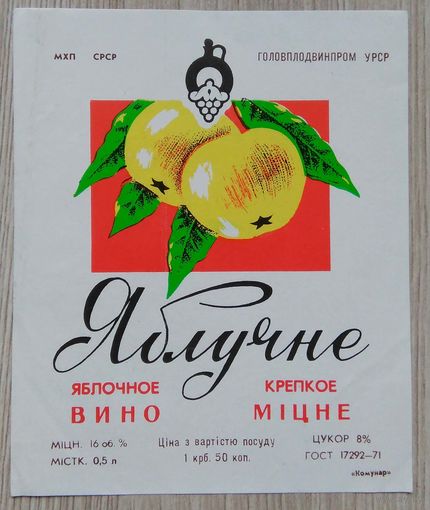 МХП СРСР ГОЛОВПЛОДВИНПРОМ УРСР
Яблучне
ЯБЛОЧНОЕ КРЕПКОЕ
ВИНО МІЦНЕ
МІЦН. 16 об. % Ціна з вартістю посуду ЦУКОР 8%
МІСТК. 0,5 л 1 крб. 50 коп. ГОСТ 17292—71
«Комунар»